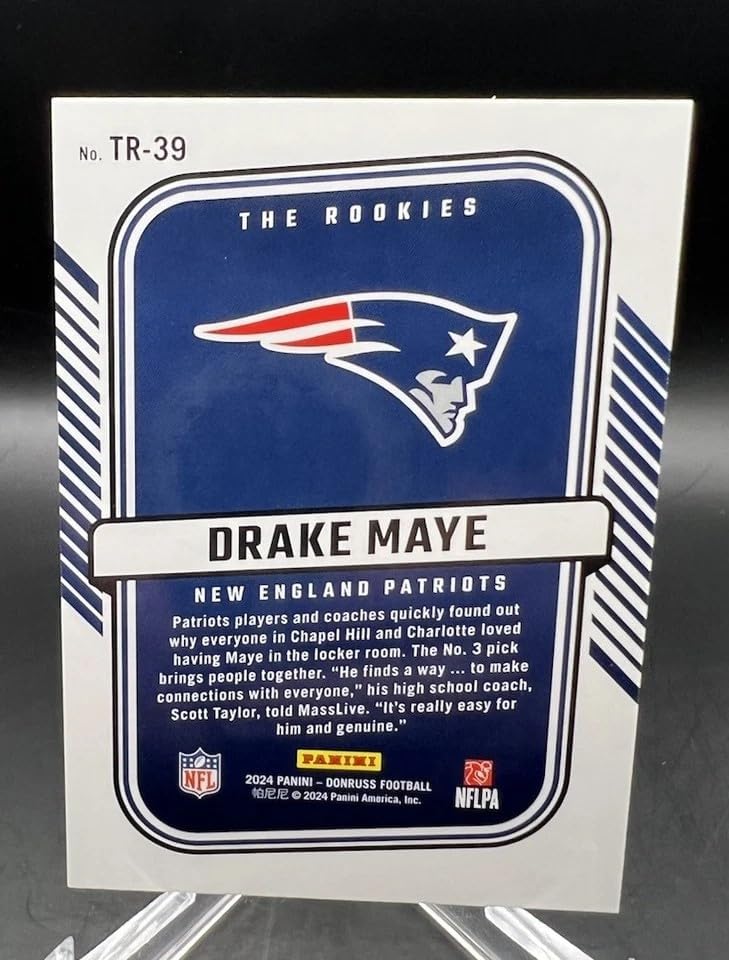 No. TR-39
THE ROOKIES
DRAKE MAYE
NEW ENGLAND PATRIOTS
Patriots players and coaches quickly found out
why everyone in Chapel Hill and Charlotte loved
having Maye in the locker room. The No. 3 pick
brings people together. “He finds a way ... to make
connections with everyone,” his high school coach,
Scott Taylor, told MassLive. “It’s really easy for
him and genuine.”
PANINI
NFL
2024 PANINI – DONRUSS FOOTBALL
帕尼尼 © 2024 Panini America, Inc.
NFLPA